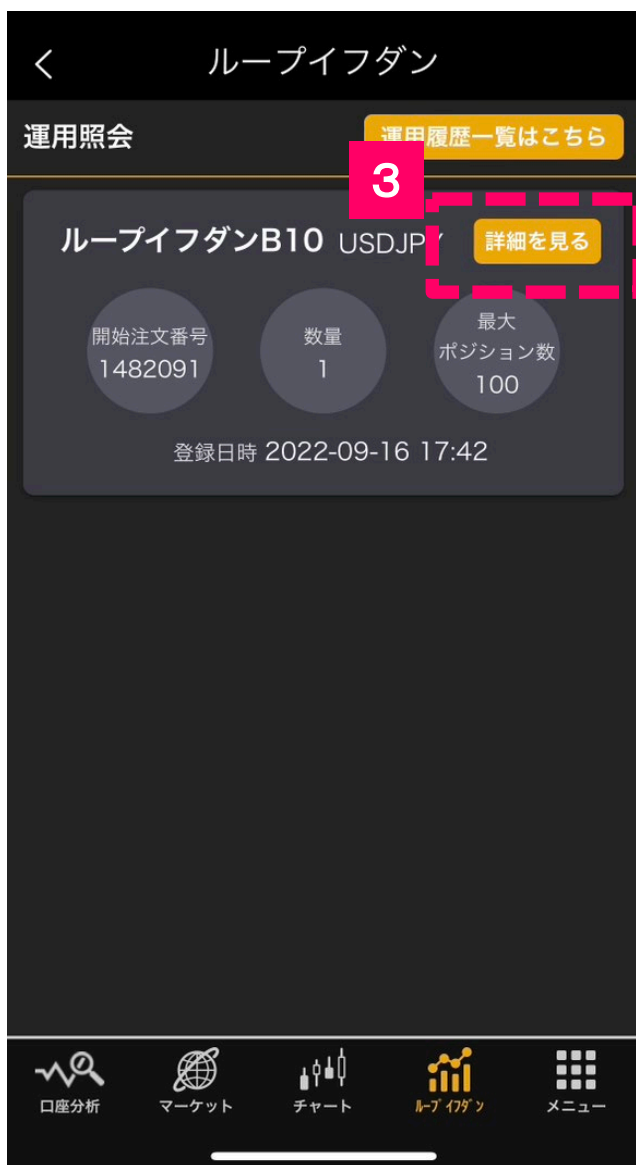 ループイフダン
運用照会
運用履歴一覧はこちら
3
ループイフダンB10 USDJPY
詳細を見る
開始注文番号
1482091
数量
1
最大
ポジション数
100
登録日時 2022-09-16 17:42
口座分析
マーケット
チャート
ﾙｰﾌﾟｲﾌﾀﾞﾝ
メニュー